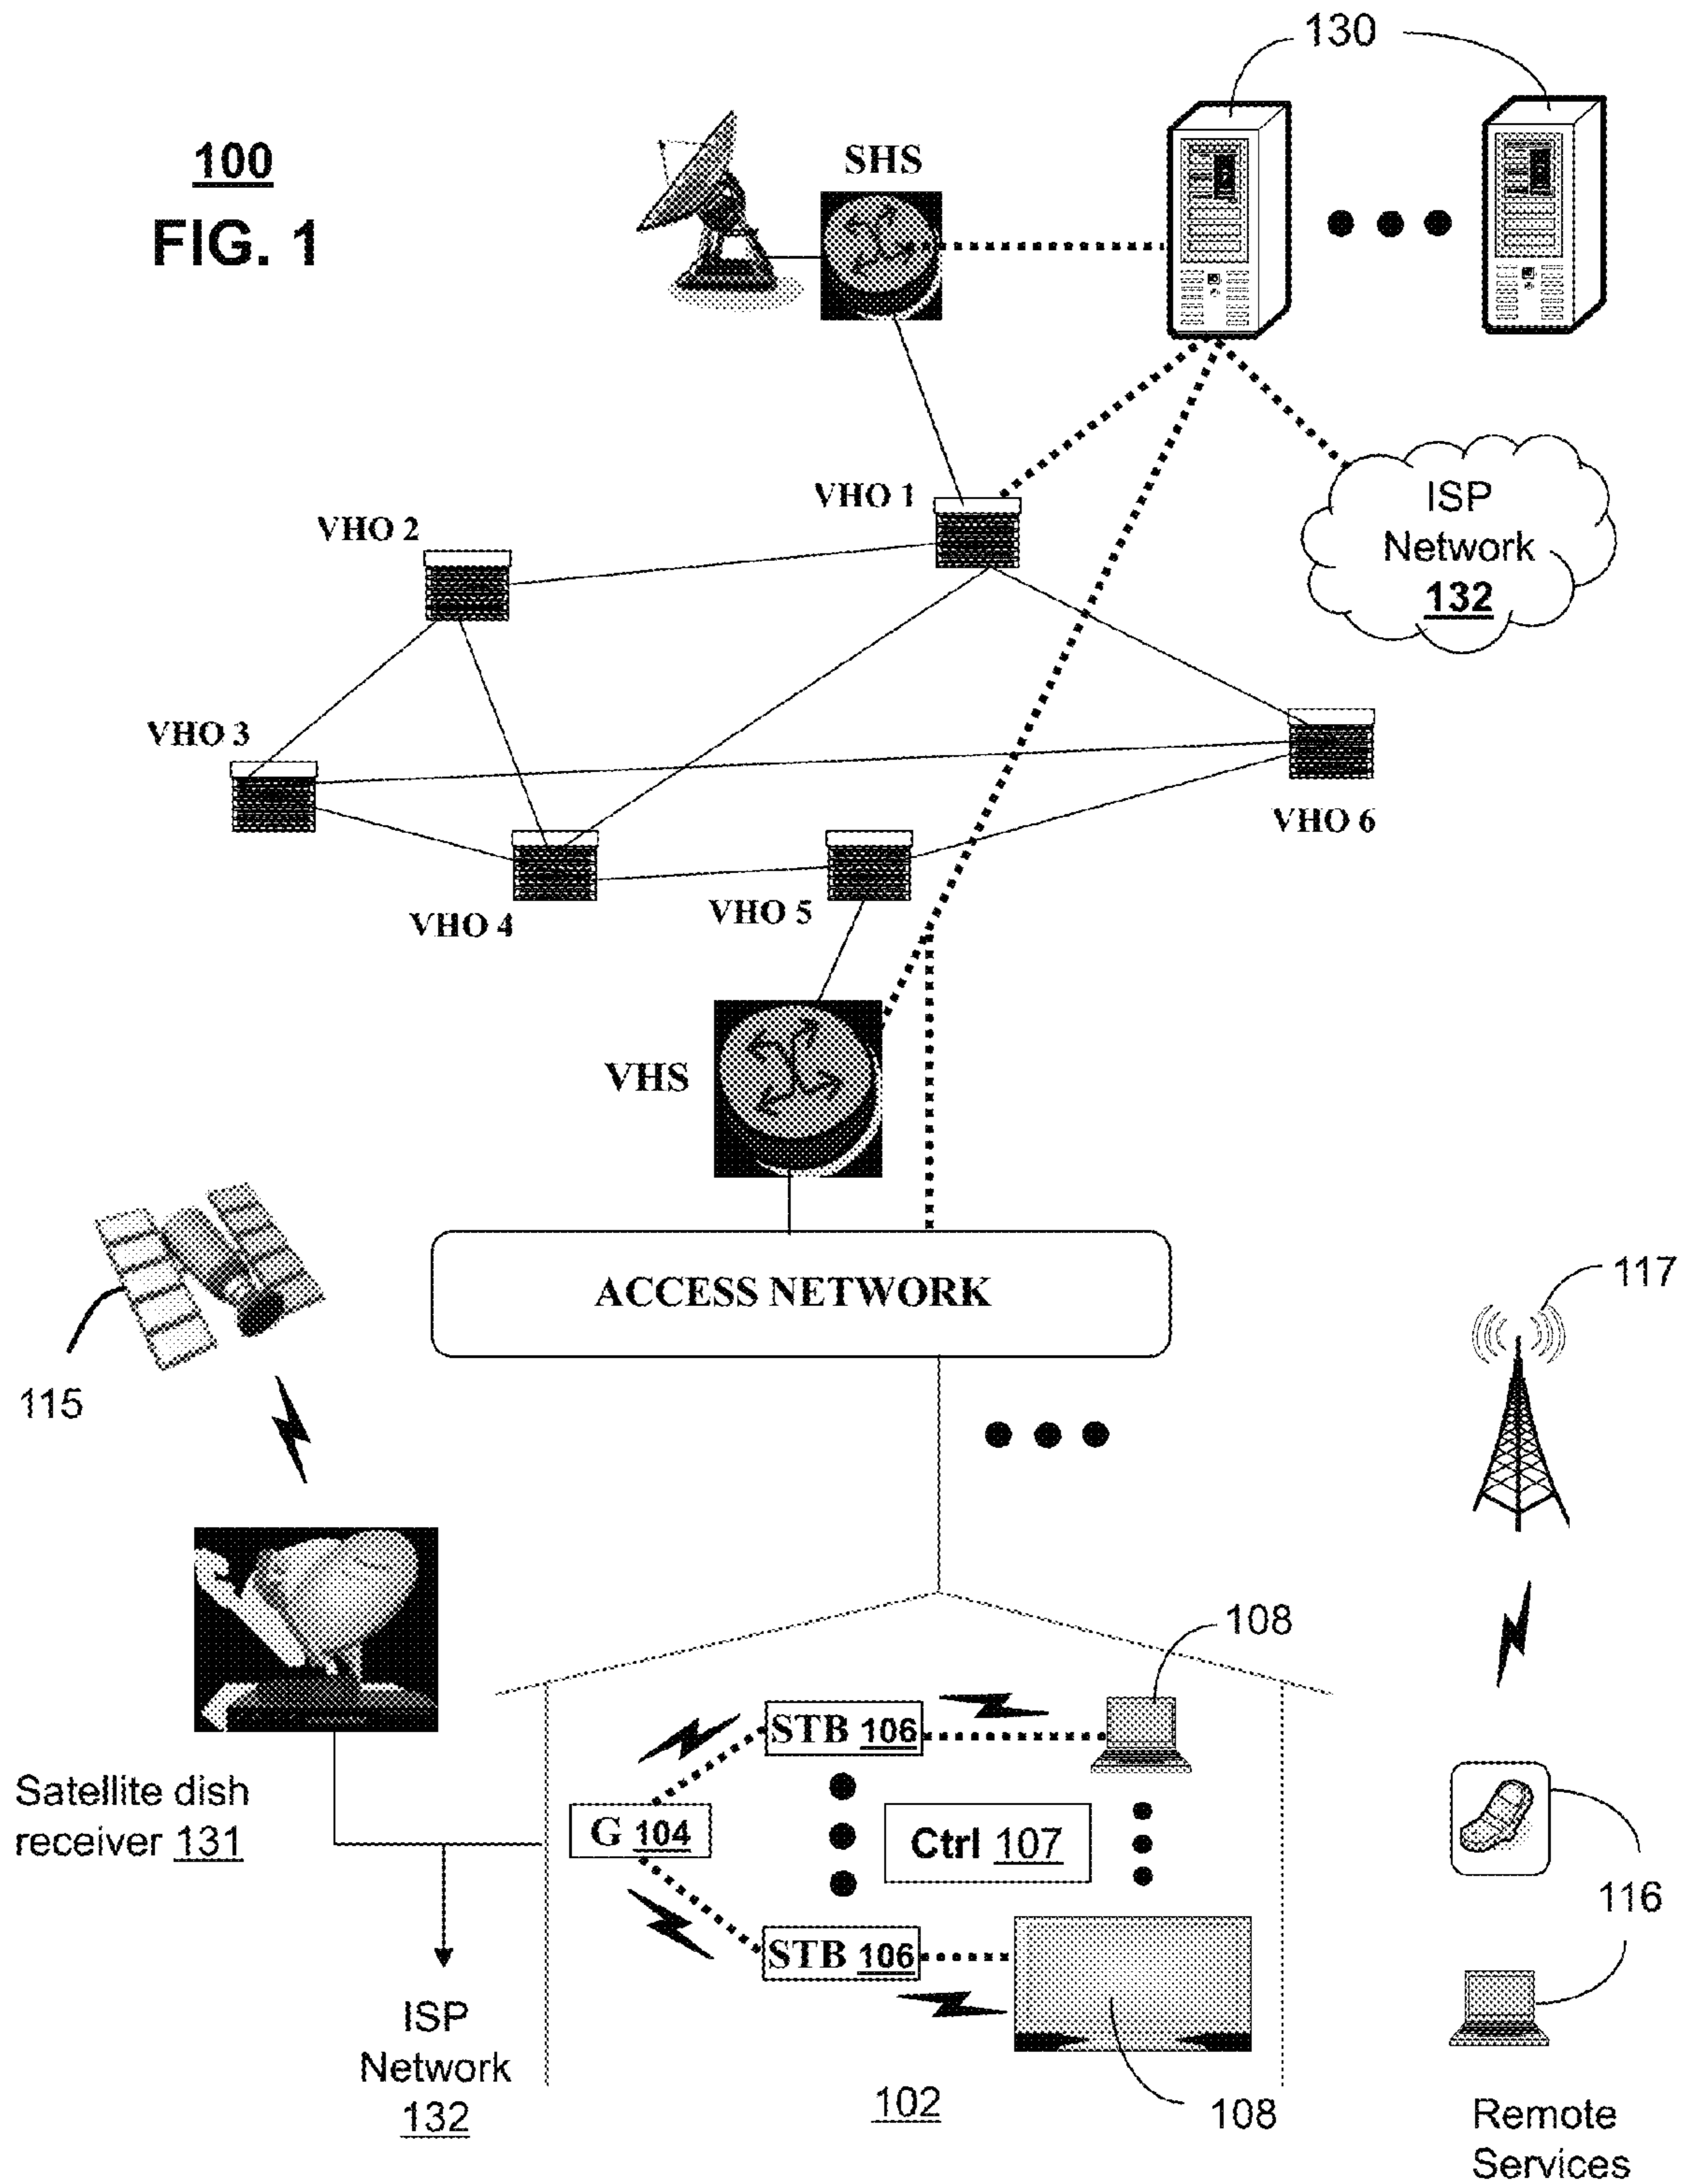 130
100
FIG. 1
SHS
ISP
Network
132
VHO 1
VHO 2
VHO 3
VHO 6
VHO 4
VHO 5
VHS
ACCESS NETWORK
117
115
108
STB 106
Satellite dish
receiver 131
G 104
Ctrl 107
116
STB 106
ISP
Network
132
102
108
Remote
Services